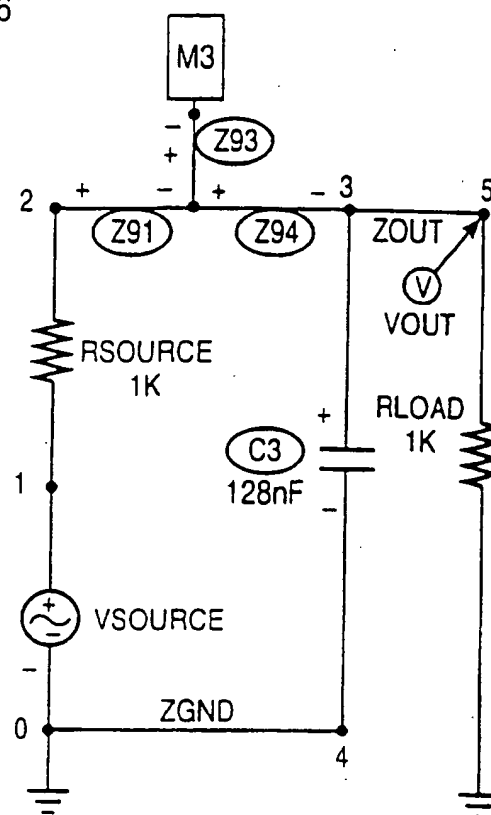 M3
−
+
Z93
2
+
−
+
−
3
5
Z91
Z94
ZOUT
V
VOUT
RSOURCE
1K
RLOAD
1K
+
C3
128nF
−
1
+
−
VSOURCE
−
0
ZGND
4